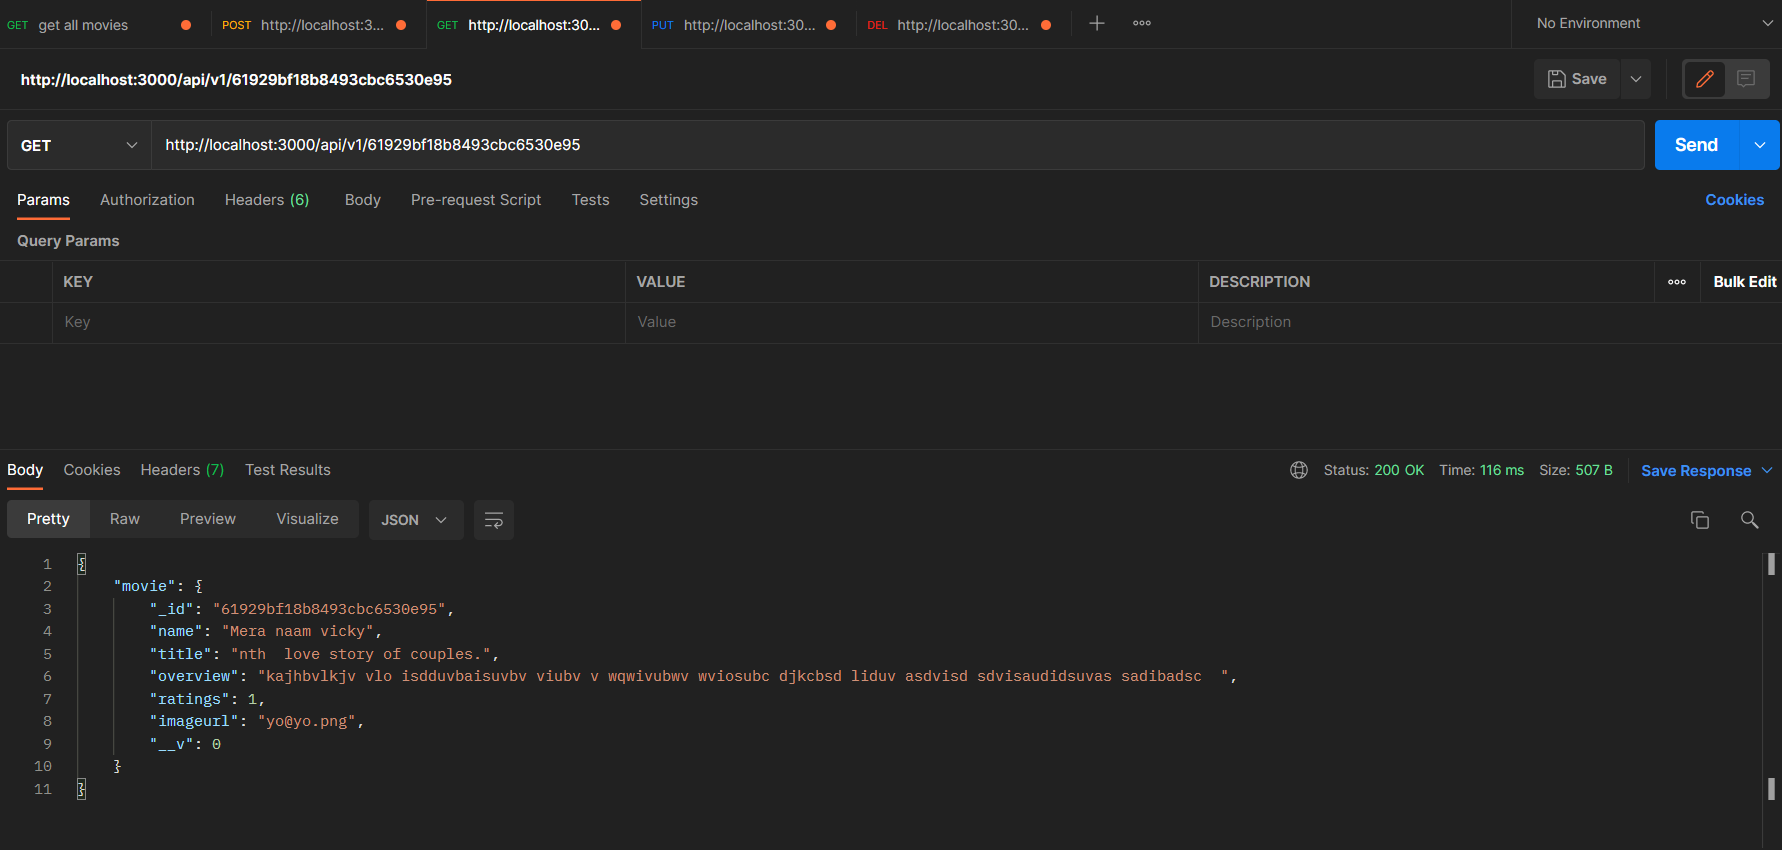 GET get all movies POST http://localhost:3... GET http://localhost:30... PUT http://localhost:30... DEL http://localhost:30... No Environment
http://localhost:3000/api/v1/61929bf18b8493cbc6530e95 Save
GET http://localhost:3000/api/v1/61929bf18b8493cbc6530e95 Send
Params Authorization Headers (6) Body Pre-request Script Tests Settings Cookies
Query Params
KEY VALUE DESCRIPTION Bulk Edit
Key Value Description
Body Cookies Headers (7) Test Results Status: 200 OK Time: 116 ms Size: 507 B Save Response
Pretty Raw Preview Visualize JSON
1 {
2 "movie": {
3 "_id": "61929bf18b8493cbc6530e95",
4 "name": "Mera naam vicky",
5 "title": "nth  love story of couples.",
6 "overview": "kajhbvlkjv vlo isdduvbaisuvbv viubv v wqwivubwv wviosubc djkcbsd liduv asdvisd sdvisaudidsuvas sadibadsc  ",
7 "ratings": 1,
8 "imageurl": "yo@yo.png",
9 "__v": 0
10 }
11 }